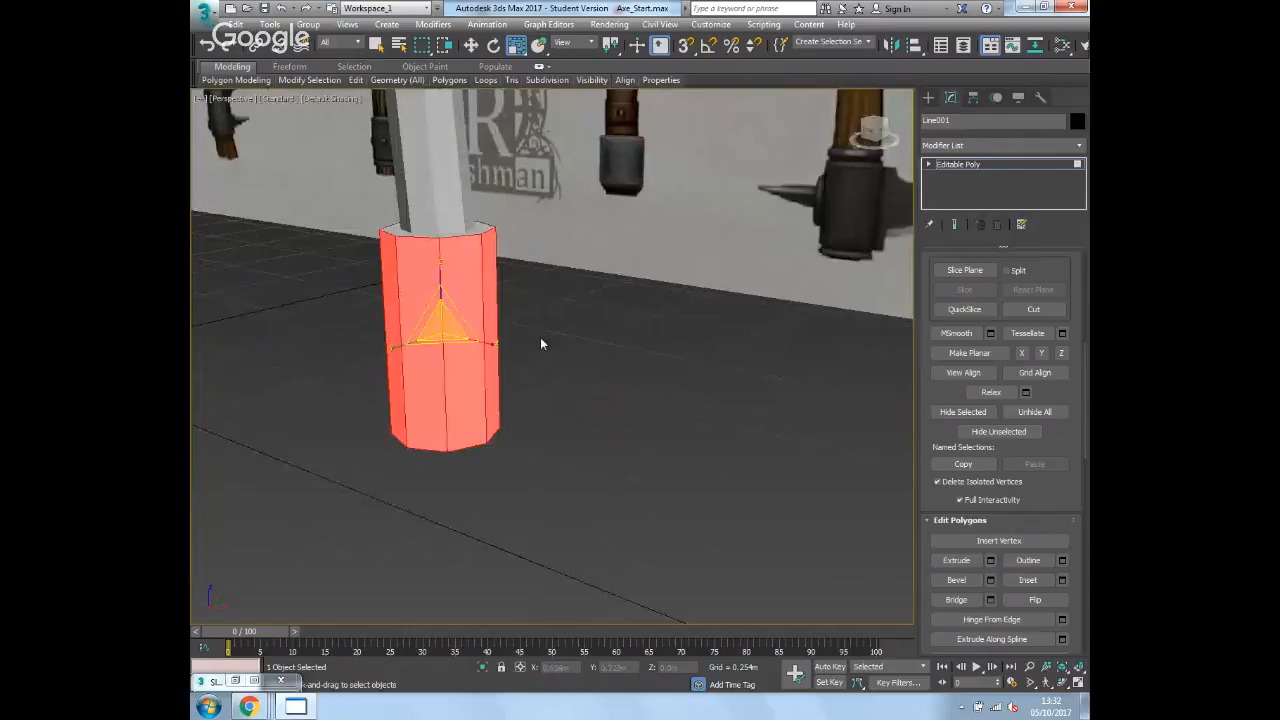 Workspace_1
Autodesk 3ds Max 2017 - Student Version Axe_Start.max
Type a keyword or phrase
Sign In
Edit Tools Group Views Create Modifiers Animation Graph Editors Rendering Civil View Customize Scripting Content Help
Google
All
View
Create Selection Se
Modeling Freeform Selection Object Paint Populate
Polygon Modeling Modify Selection Edit Geometry (All) Polygons Loops Tris Subdivision Visibility Align Properties
[+] [Perspective] [Standard] [Default Shading]
R
shman
Line001
Modifier List
Editable Poly
Slice Plane Split
Slice Reset Plane
QuickSlice Cut
MSmooth Tessellate
Make Planar X Y Z
View Align Grid Align
Relax
Hide Selected Unhide All
Hide Unselected
Named Selections:
Copy Paste
Delete Isolated Vertices
Full Interactivity
Edit Polygons
Insert Vertex
Extrude Outline
Bevel Inset
Bridge Flip
Hinge From Edge
Extrude Along Spline
0 / 100
0 5 10 15 20 25 30 35 40 45 50 55 60 65 70 75 80 85 90 95 100
1 Object Selected
X: Y: Z: 0.0m Grid = 0.254m
Auto Key Selected
k-and-drag to select objects
Add Time Tag
Set Key Key Filters...
0
13:32
05/10/2017